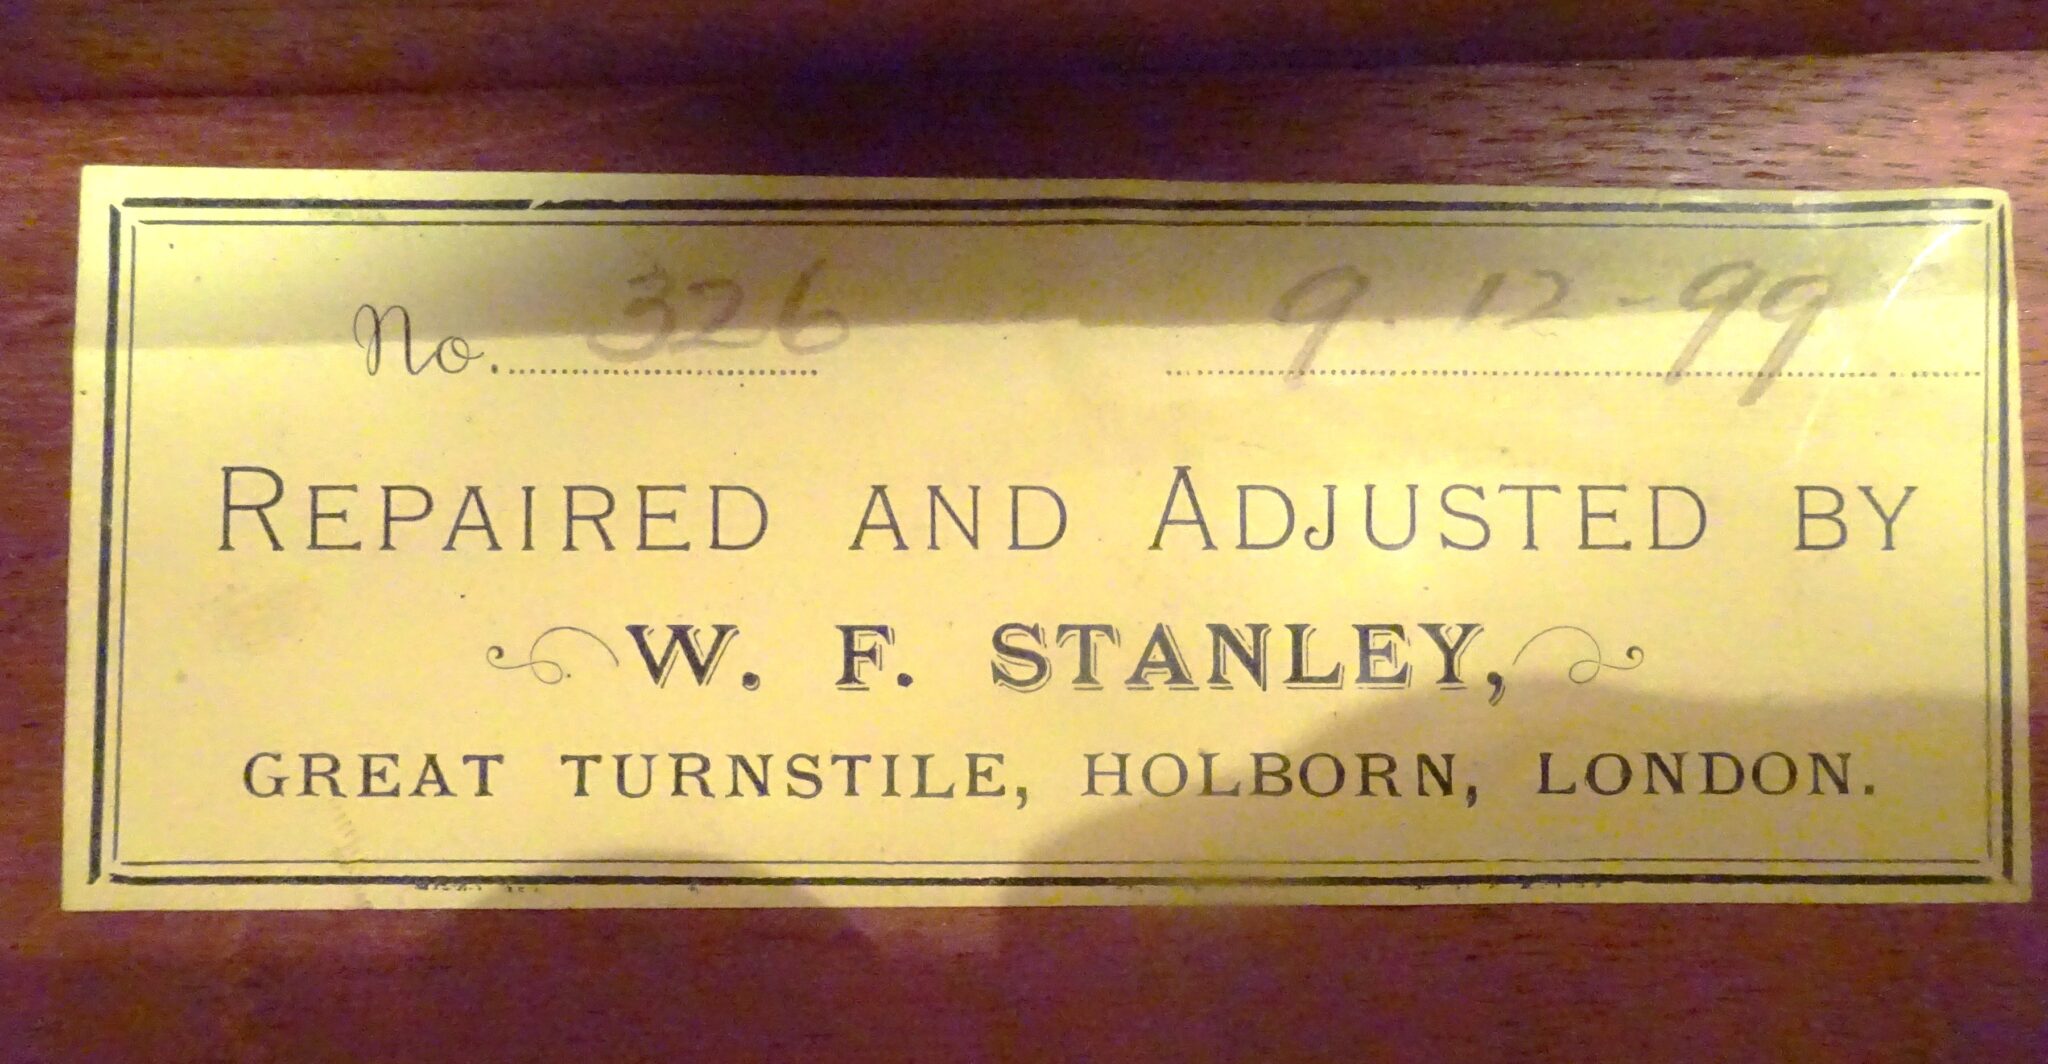 No. 326 9.12-99
REPAIRED AND ADJUSTED BY
W. F. STANLEY,
GREAT TURNSTILE, HOLBORN, LONDON.